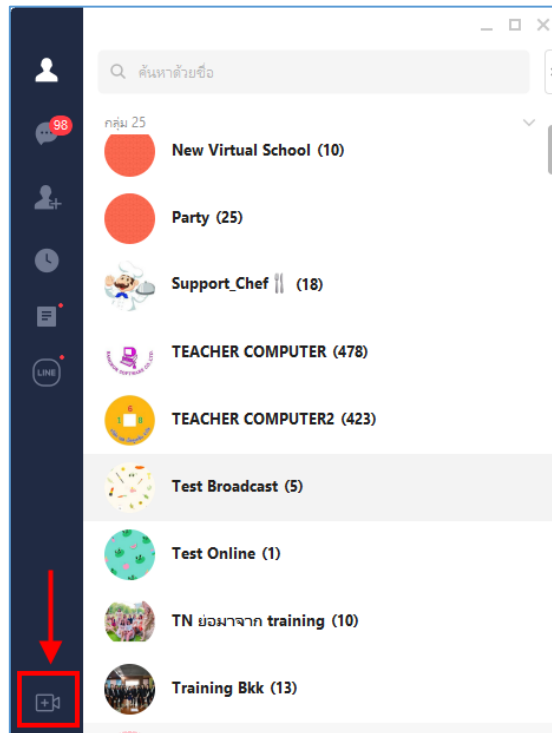 ค้นหาด้วยชื่อ
98
กลุ่ม 25
New Virtual School (10)
Party (25)
Support_Chef🍴 (18)
TEACHER COMPUTER (478)
LINE
TEACHER COMPUTER2 (423)
Test Broadcast (5)
Test Online (1)
TN ย่อมาจาก training (10)
Training Bkk (13)